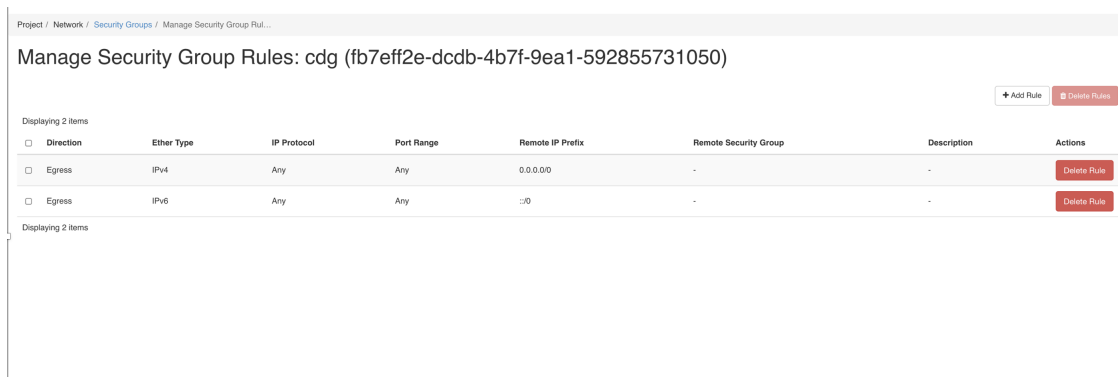 Project / Network / Security Groups / Manage Security Group Rul...
Manage Security Group Rules: cdg (fb7eff2e-dcdb-4b7f-9ea1-592855731050)
+ Add Rule Delete Rules
Displaying 2 items
Direction Ether Type IP Protocol Port Range Remote IP Prefix Remote Security Group Description Actions
Egress IPv4 Any Any 0.0.0.0/0 - - Delete Rule
Egress IPv6 Any Any ::/0 - - Delete Rule
Displaying 2 items